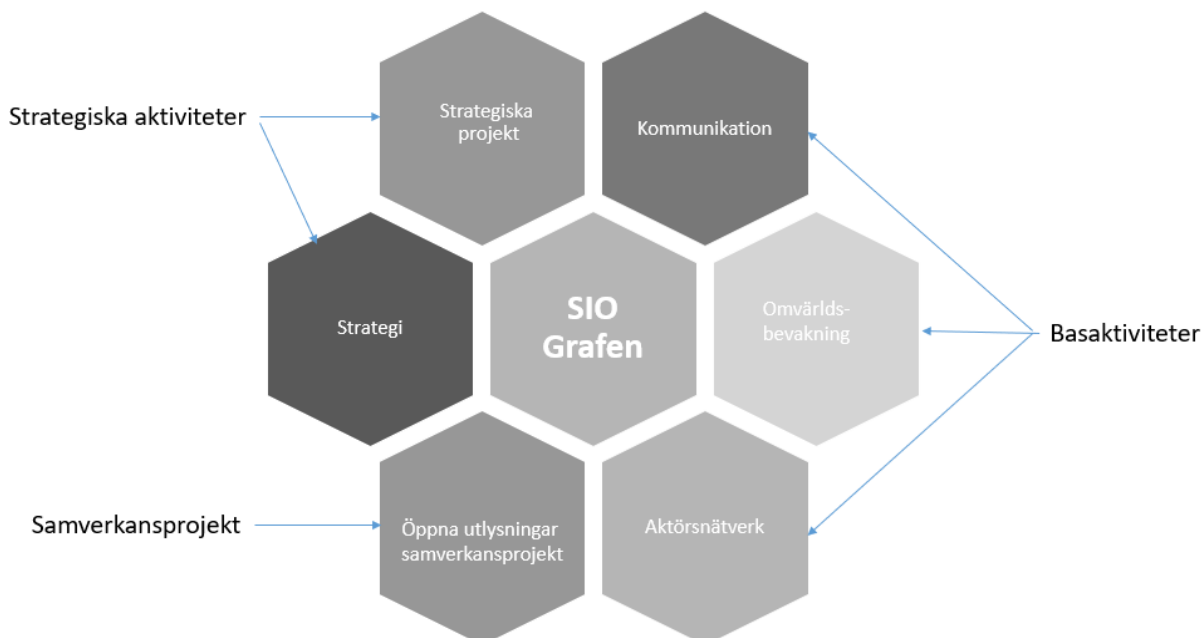 Strategiska
projekt
Kommunikation
Strategiska aktiviteter
Strategi
SIO
Grafen
Omvärlds-
bevakning
Basaktiviteter
Samverkansprojekt
Öppna utlysningar
samverkansprojekt
Aktörsnätverk